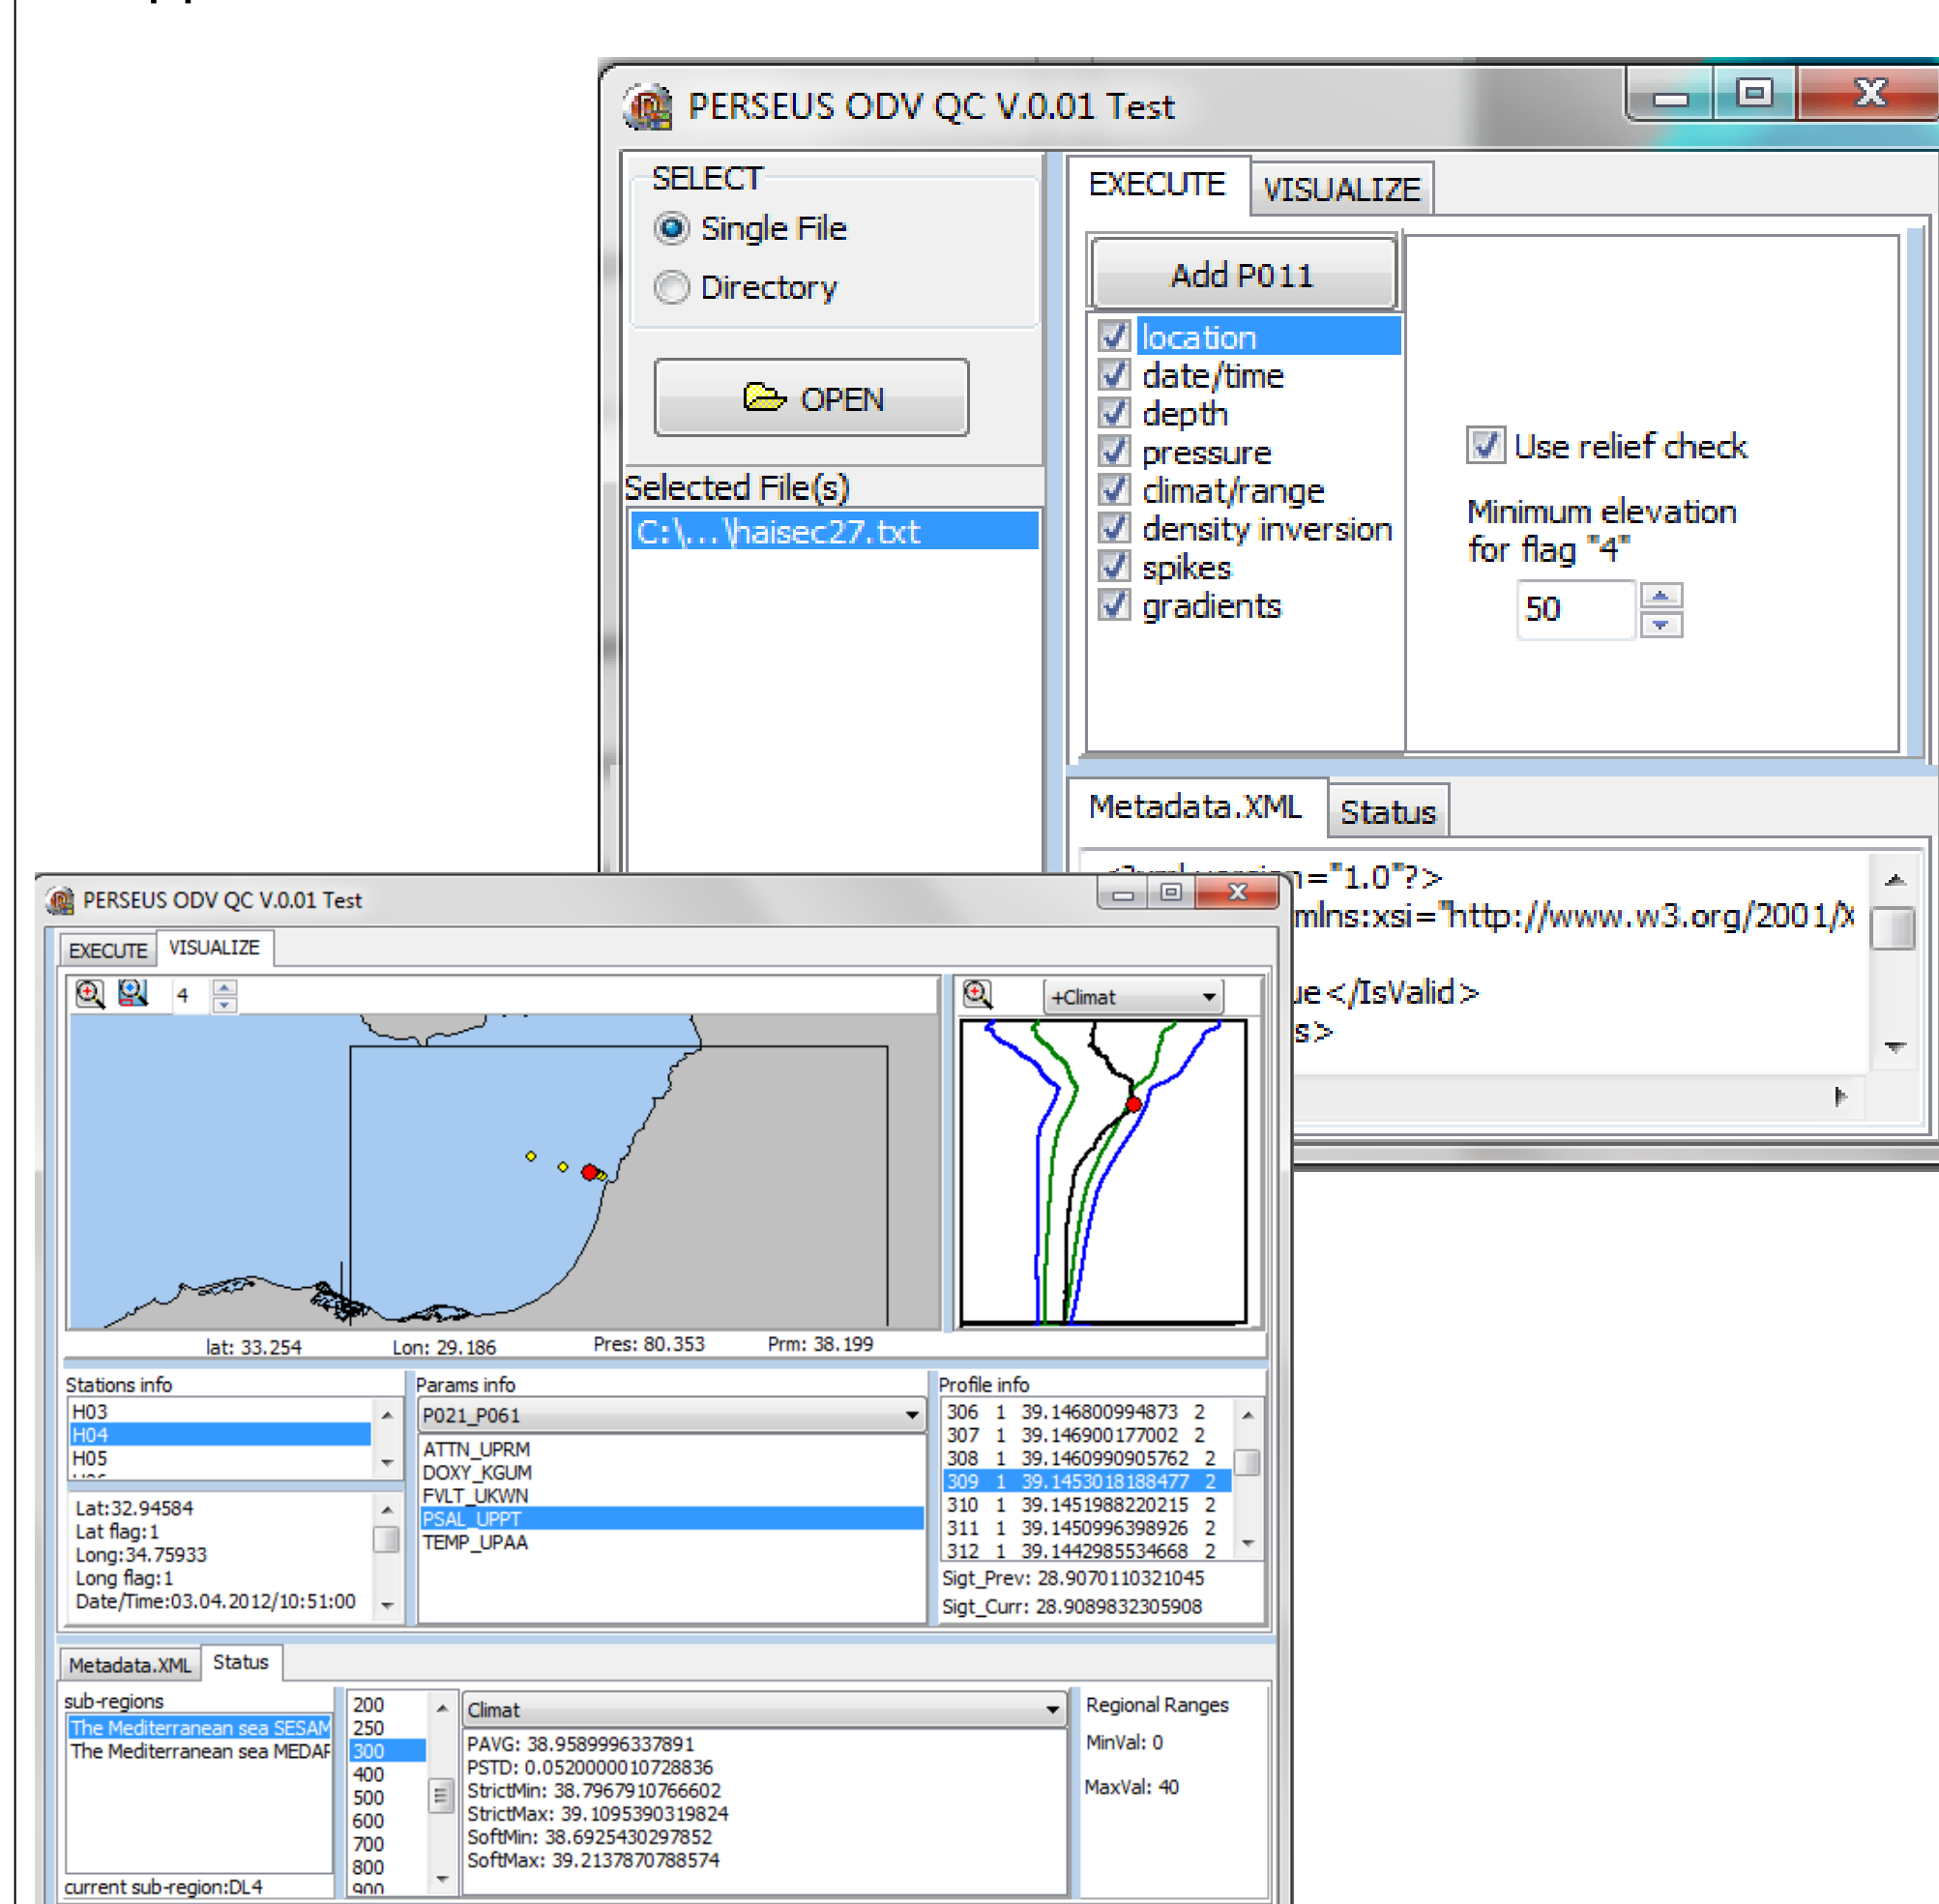 PERSEUS ODV QC V.0.01 Test
SELECT
Single File
Directory
OPEN
Selected File(s)
C:\...\haisec27.txt
EXECUTE VISUALIZE
Add P011
location
date/time
depth
pressure
climat/range
density inversion
spikes
gradients
Use relief check
Minimum elevation
for flag "4"
50
Metadata.XML Status
="1.0"?>
mlns:xsi="http://www.w3.org/2001/X
ue</IsValid>
s>
PERSEUS ODV QC V.0.01 Test
EXECUTE VISUALIZE
4
+Climat
lat: 33.254 Lon: 29.186 Pres: 80.353 Prm: 38.199
Stations info
H03
H04
H05
Lat:32.94584
Lat flag:1
Long:34.75933
Long flag:1
Date/Time:03.04.2012/10:51:00
Params info
P021_P061
ATTN_UPRM
DOXY_KGUM
FVLT_UKWN
PSAL_UPPT
TEMP_UPAA
Profile info
306 1 39.146800994873 2
307 1 39.146900177002 2
308 1 39.1460990905762 2
309 1 39.1453018188477 2
310 1 39.1451988220215 2
311 1 39.1450996398926 2
312 1 39.1442985534668 2
Sigt_Prev: 28.9070110321045
Sigt_Curr: 28.9089832305908
Metadata.XML Status
sub-regions
The Mediterranean sea SESAM
The Mediterranean sea MEDAR
current sub-region:DL4
200
250
300
400
500
600
700
800
900
Climat
PAVG: 38.9589996337891
PSTD: 0.0520000010728836
StrictMin: 38.7967910766602
StrictMax: 39.1095390319824
SoftMin: 38.6925430297852
SoftMax: 39.2137870788574
Regional Ranges
MinVal: 0
MaxVal: 40